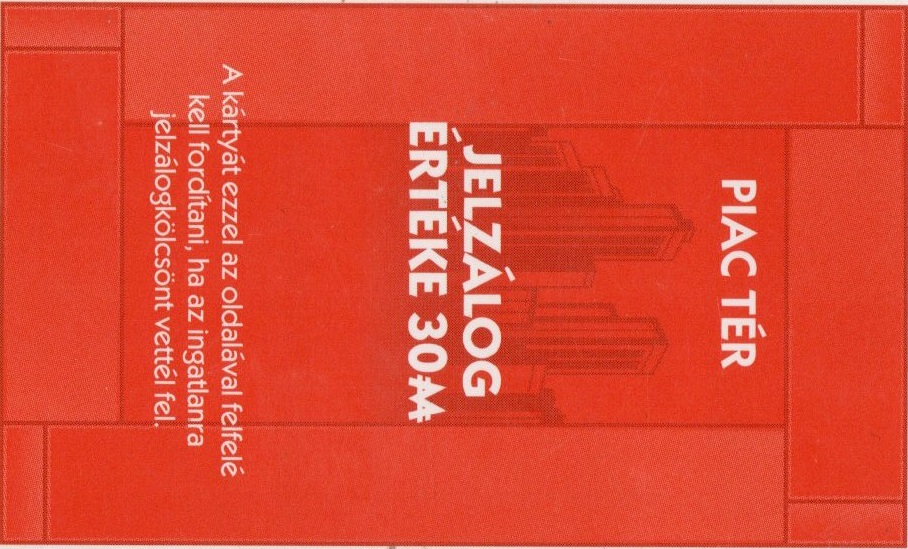 PIAC TÉR
JELZÁLOG
ÉRTÉKE 30₩
A kártyát ezzel az oldalával felfelé
kell fordítani, ha az ingatlanra
jelzálogkölcsönt vettél fel.